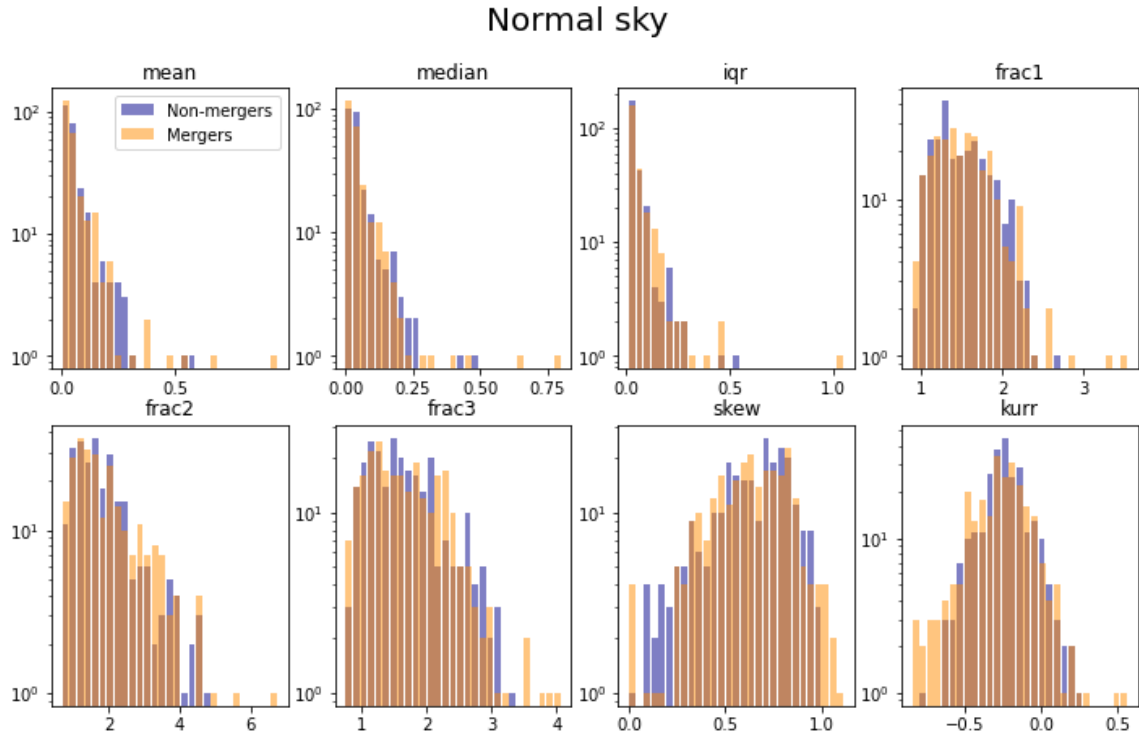 Normal sky
mean median iqr frac1
Non-mergers
Mergers
10² 10² 10²
10¹ 10¹ 10¹ 10¹
10⁰ 10⁰ 10⁰ 10⁰
0.0 0.5 0.00 0.25 0.50 0.75 0.0 0.5 1.0 1 2 3
frac2 frac3 skew kurr
10¹ 10¹ 10¹ 10¹
10⁰ 10⁰ 10⁰ 10⁰
2 4 6 1 2 3 4 0.0 0.5 1.0 −0.5 0.0 0.5